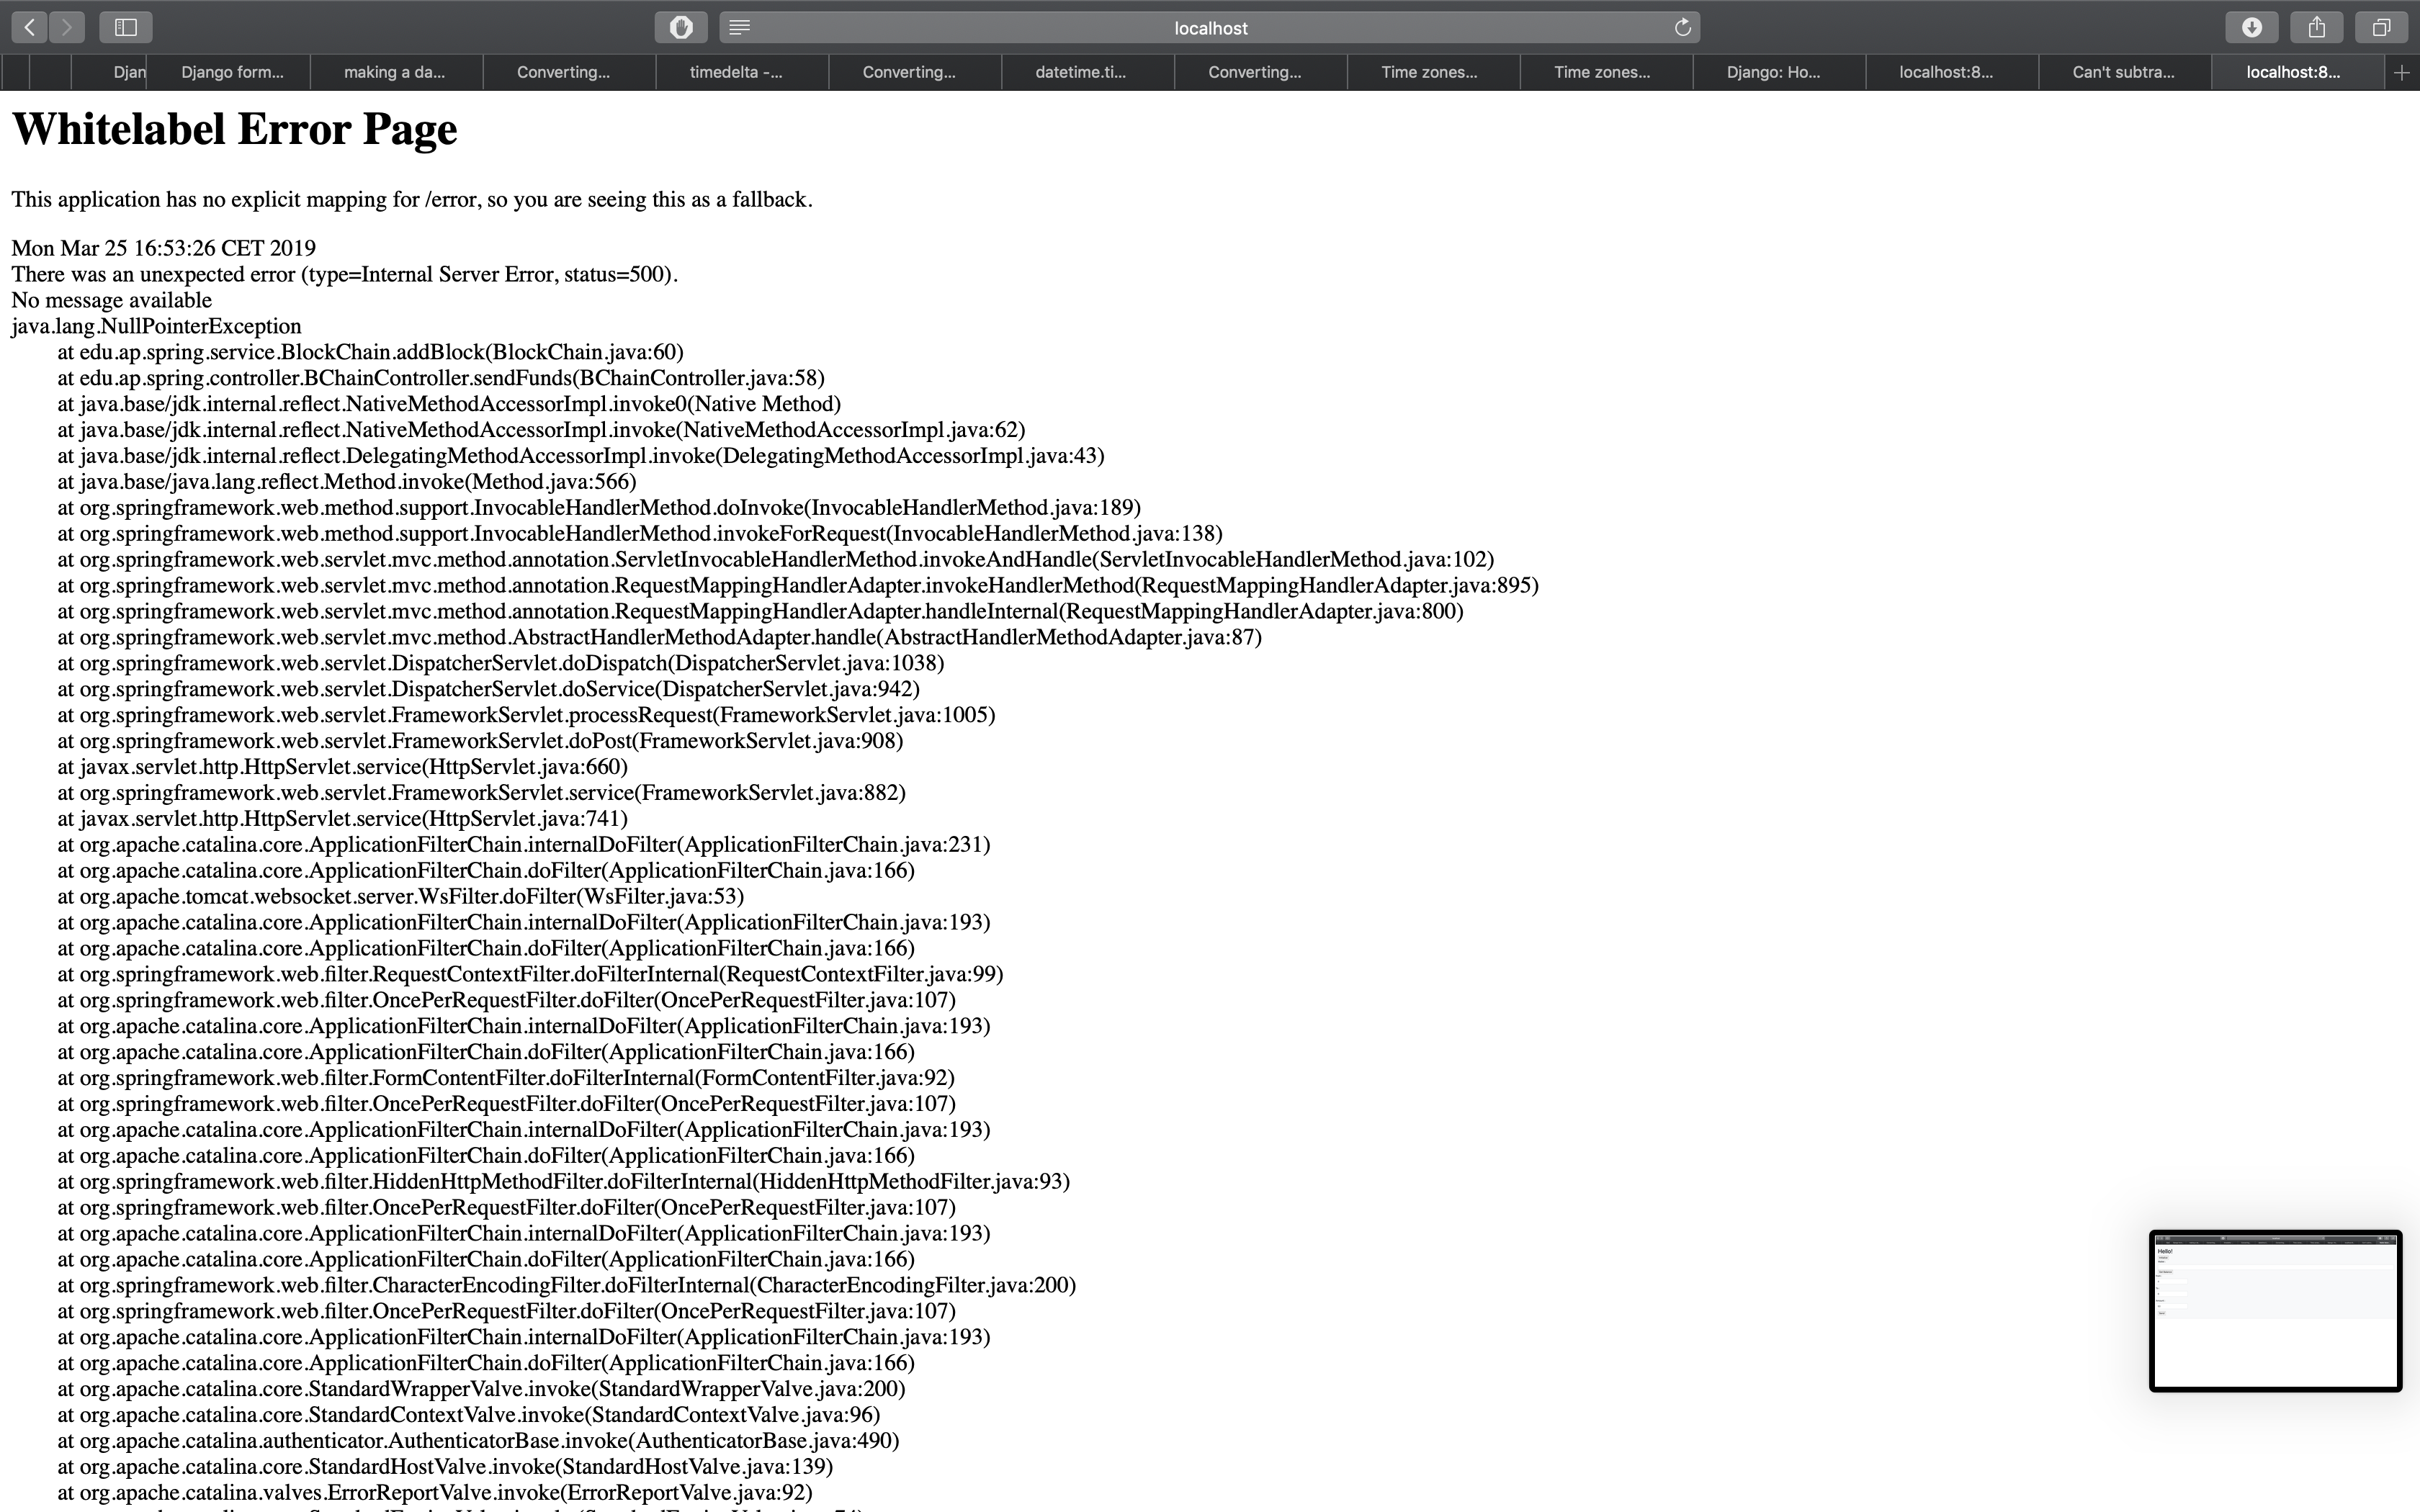 localhost
Djan
Django form...
making a da...
Converting...
timedelta -...
Converting...
datetime.ti...
Converting...
Time zones...
Time zones...
Django: Ho...
localhost:8...
Can't subtra...
localhost:8...
Whitelabel Error Page
This application has no explicit mapping for /error, so you are seeing this as a fallback.
Mon Mar 25 16:53:26 CET 2019
There was an unexpected error (type=Internal Server Error, status=500).
No message available
java.lang.NullPointerException
at edu.ap.spring.service.BlockChain.addBlock(BlockChain.java:60)
at edu.ap.spring.controller.BChainController.sendFunds(BChainController.java:58)
at java.base/jdk.internal.reflect.NativeMethodAccessorImpl.invoke0(Native Method)
at java.base/jdk.internal.reflect.NativeMethodAccessorImpl.invoke(NativeMethodAccessorImpl.java:62)
at java.base/jdk.internal.reflect.DelegatingMethodAccessorImpl.invoke(DelegatingMethodAccessorImpl.java:43)
at java.base/java.lang.reflect.Method.invoke(Method.java:566)
at org.springframework.web.method.support.InvocableHandlerMethod.doInvoke(InvocableHandlerMethod.java:189)
at org.springframework.web.method.support.InvocableHandlerMethod.invokeForRequest(InvocableHandlerMethod.java:138)
at org.springframework.web.servlet.mvc.method.annotation.ServletInvocableHandlerMethod.invokeAndHandle(ServletInvocableHandlerMethod.java:102)
at org.springframework.web.servlet.mvc.method.annotation.RequestMappingHandlerAdapter.invokeHandlerMethod(RequestMappingHandlerAdapter.java:895)
at org.springframework.web.servlet.mvc.method.annotation.RequestMappingHandlerAdapter.handleInternal(RequestMappingHandlerAdapter.java:800)
at org.springframework.web.servlet.mvc.method.AbstractHandlerMethodAdapter.handle(AbstractHandlerMethodAdapter.java:87)
at org.springframework.web.servlet.DispatcherServlet.doDispatch(DispatcherServlet.java:1038)
at org.springframework.web.servlet.DispatcherServlet.doService(DispatcherServlet.java:942)
at org.springframework.web.servlet.FrameworkServlet.processRequest(FrameworkServlet.java:1005)
at org.springframework.web.servlet.FrameworkServlet.doPost(FrameworkServlet.java:908)
at javax.servlet.http.HttpServlet.service(HttpServlet.java:660)
at org.springframework.web.servlet.FrameworkServlet.service(FrameworkServlet.java:882)
at javax.servlet.http.HttpServlet.service(HttpServlet.java:741)
at org.apache.catalina.core.ApplicationFilterChain.internalDoFilter(ApplicationFilterChain.java:231)
at org.apache.catalina.core.ApplicationFilterChain.doFilter(ApplicationFilterChain.java:166)
at org.apache.tomcat.websocket.server.WsFilter.doFilter(WsFilter.java:53)
at org.apache.catalina.core.ApplicationFilterChain.internalDoFilter(ApplicationFilterChain.java:193)
at org.apache.catalina.core.ApplicationFilterChain.doFilter(ApplicationFilterChain.java:166)
at org.springframework.web.filter.RequestContextFilter.doFilterInternal(RequestContextFilter.java:99)
at org.springframework.web.filter.OncePerRequestFilter.doFilter(OncePerRequestFilter.java:107)
at org.apache.catalina.core.ApplicationFilterChain.internalDoFilter(ApplicationFilterChain.java:193)
at org.apache.catalina.core.ApplicationFilterChain.doFilter(ApplicationFilterChain.java:166)
at org.springframework.web.filter.FormContentFilter.doFilterInternal(FormContentFilter.java:92)
at org.springframework.web.filter.OncePerRequestFilter.doFilter(OncePerRequestFilter.java:107)
at org.apache.catalina.core.ApplicationFilterChain.internalDoFilter(ApplicationFilterChain.java:193)
at org.apache.catalina.core.ApplicationFilterChain.doFilter(ApplicationFilterChain.java:166)
at org.springframework.web.filter.HiddenHttpMethodFilter.doFilterInternal(HiddenHttpMethodFilter.java:93)
at org.springframework.web.filter.OncePerRequestFilter.doFilter(OncePerRequestFilter.java:107)
at org.apache.catalina.core.ApplicationFilterChain.internalDoFilter(ApplicationFilterChain.java:193)
at org.apache.catalina.core.ApplicationFilterChain.doFilter(ApplicationFilterChain.java:166)
at org.springframework.web.filter.CharacterEncodingFilter.doFilterInternal(CharacterEncodingFilter.java:200)
at org.springframework.web.filter.OncePerRequestFilter.doFilter(OncePerRequestFilter.java:107)
at org.apache.catalina.core.ApplicationFilterChain.internalDoFilter(ApplicationFilterChain.java:193)
at org.apache.catalina.core.ApplicationFilterChain.doFilter(ApplicationFilterChain.java:166)
at org.apache.catalina.core.StandardWrapperValve.invoke(StandardWrapperValve.java:200)
at org.apache.catalina.core.StandardContextValve.invoke(StandardContextValve.java:96)
at org.apache.catalina.authenticator.AuthenticatorBase.invoke(AuthenticatorBase.java:490)
at org.apache.catalina.core.StandardHostValve.invoke(StandardHostValve.java:139)
at org.apache.catalina.valves.ErrorReportValve.invoke(ErrorReportValve.java:92)
Hello!